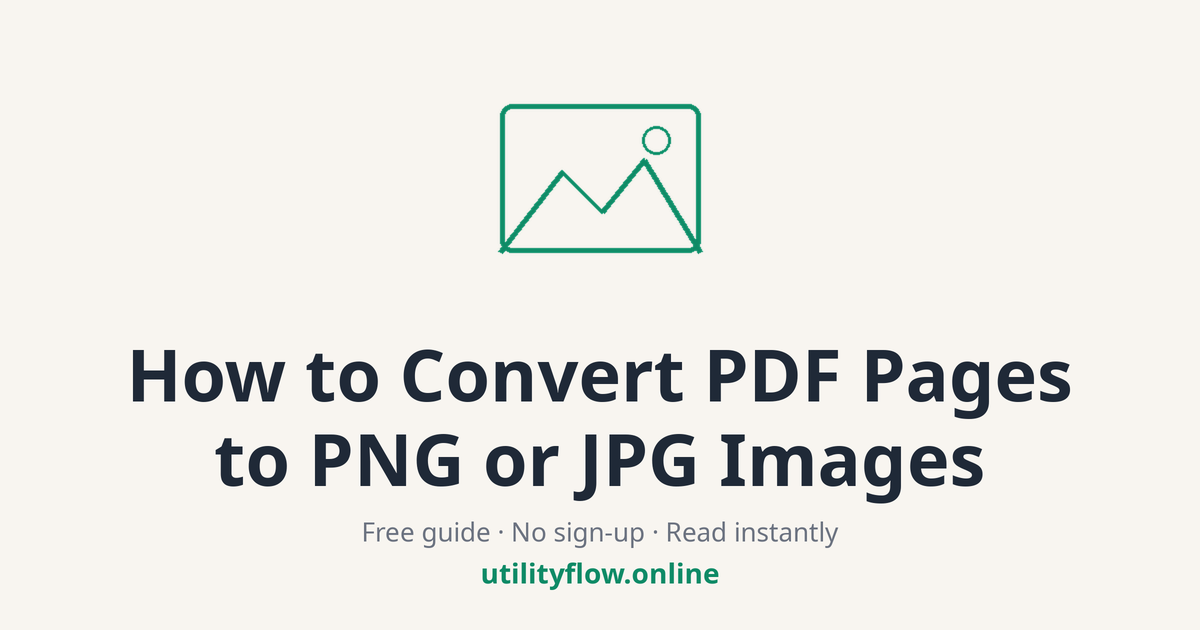 How to Convert PDF Pages
to PNG or JPG Images
Free guide · No sign-up · Read instantly
utilityflow.online